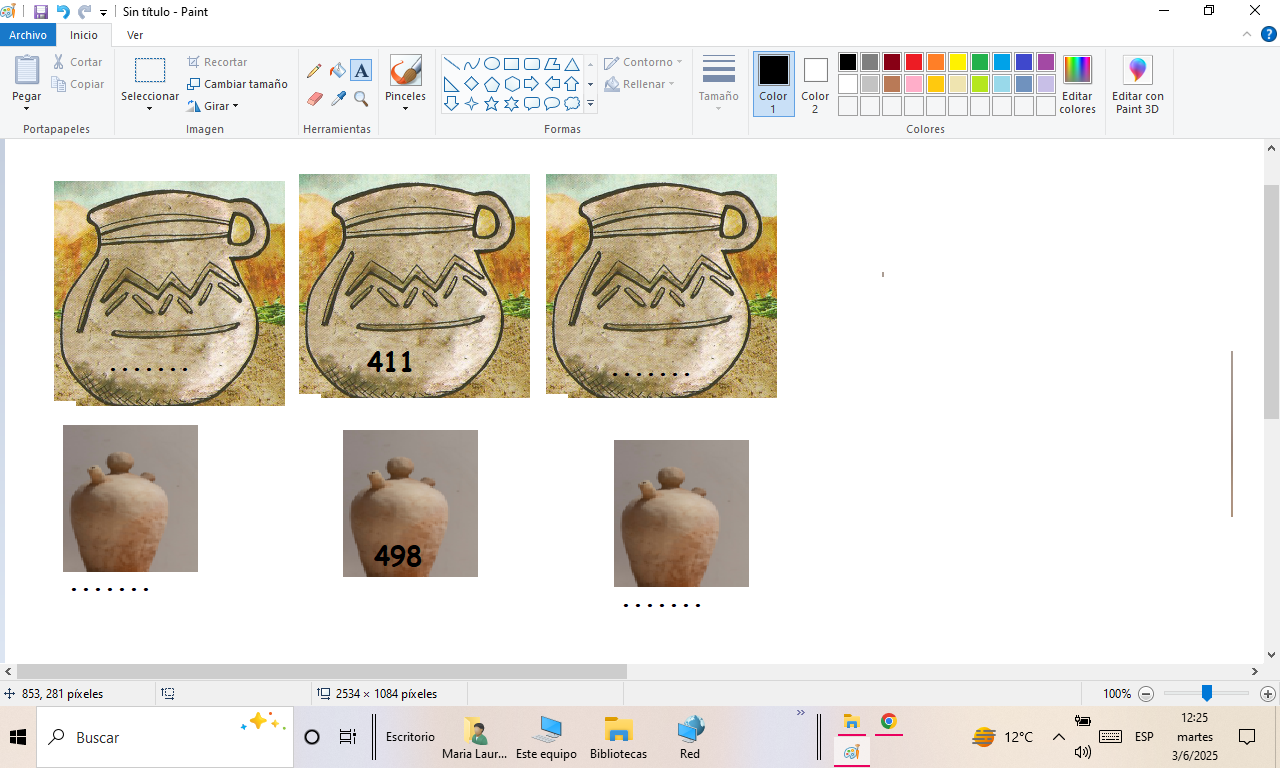 Sin título - Paint
Archivo
Inicio
Ver
Pegar
Cortar
Copiar
Portapapeles
Seleccionar
Recortar
Cambiar tamaño
Girar
Imagen
A
Herramientas
Pinceles
Contorno
Rellenar
Formas
Tamaño
Color 1
Color 2
Editar colores
Colores
Editar con Paint 3D
.......
411
.......
498
.......
.......
853, 281 píxeles
2534 × 1084 píxeles
100%
Buscar
Escritorio
Maria Laur...
Este equipo
Bibliotecas
Red
12°C
ESP
12:25
martes
3/6/2025